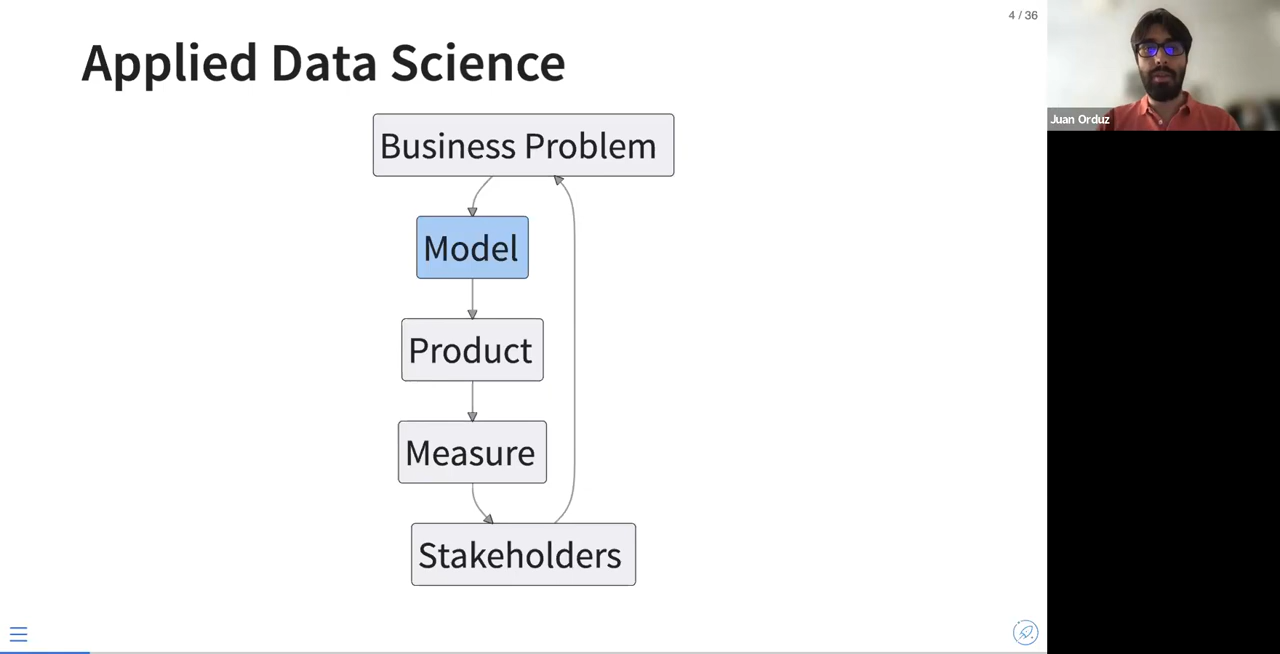 4 / 36
Applied Data Science
Juan Orduz
Business Problem
Model
Product
Measure
Stakeholders